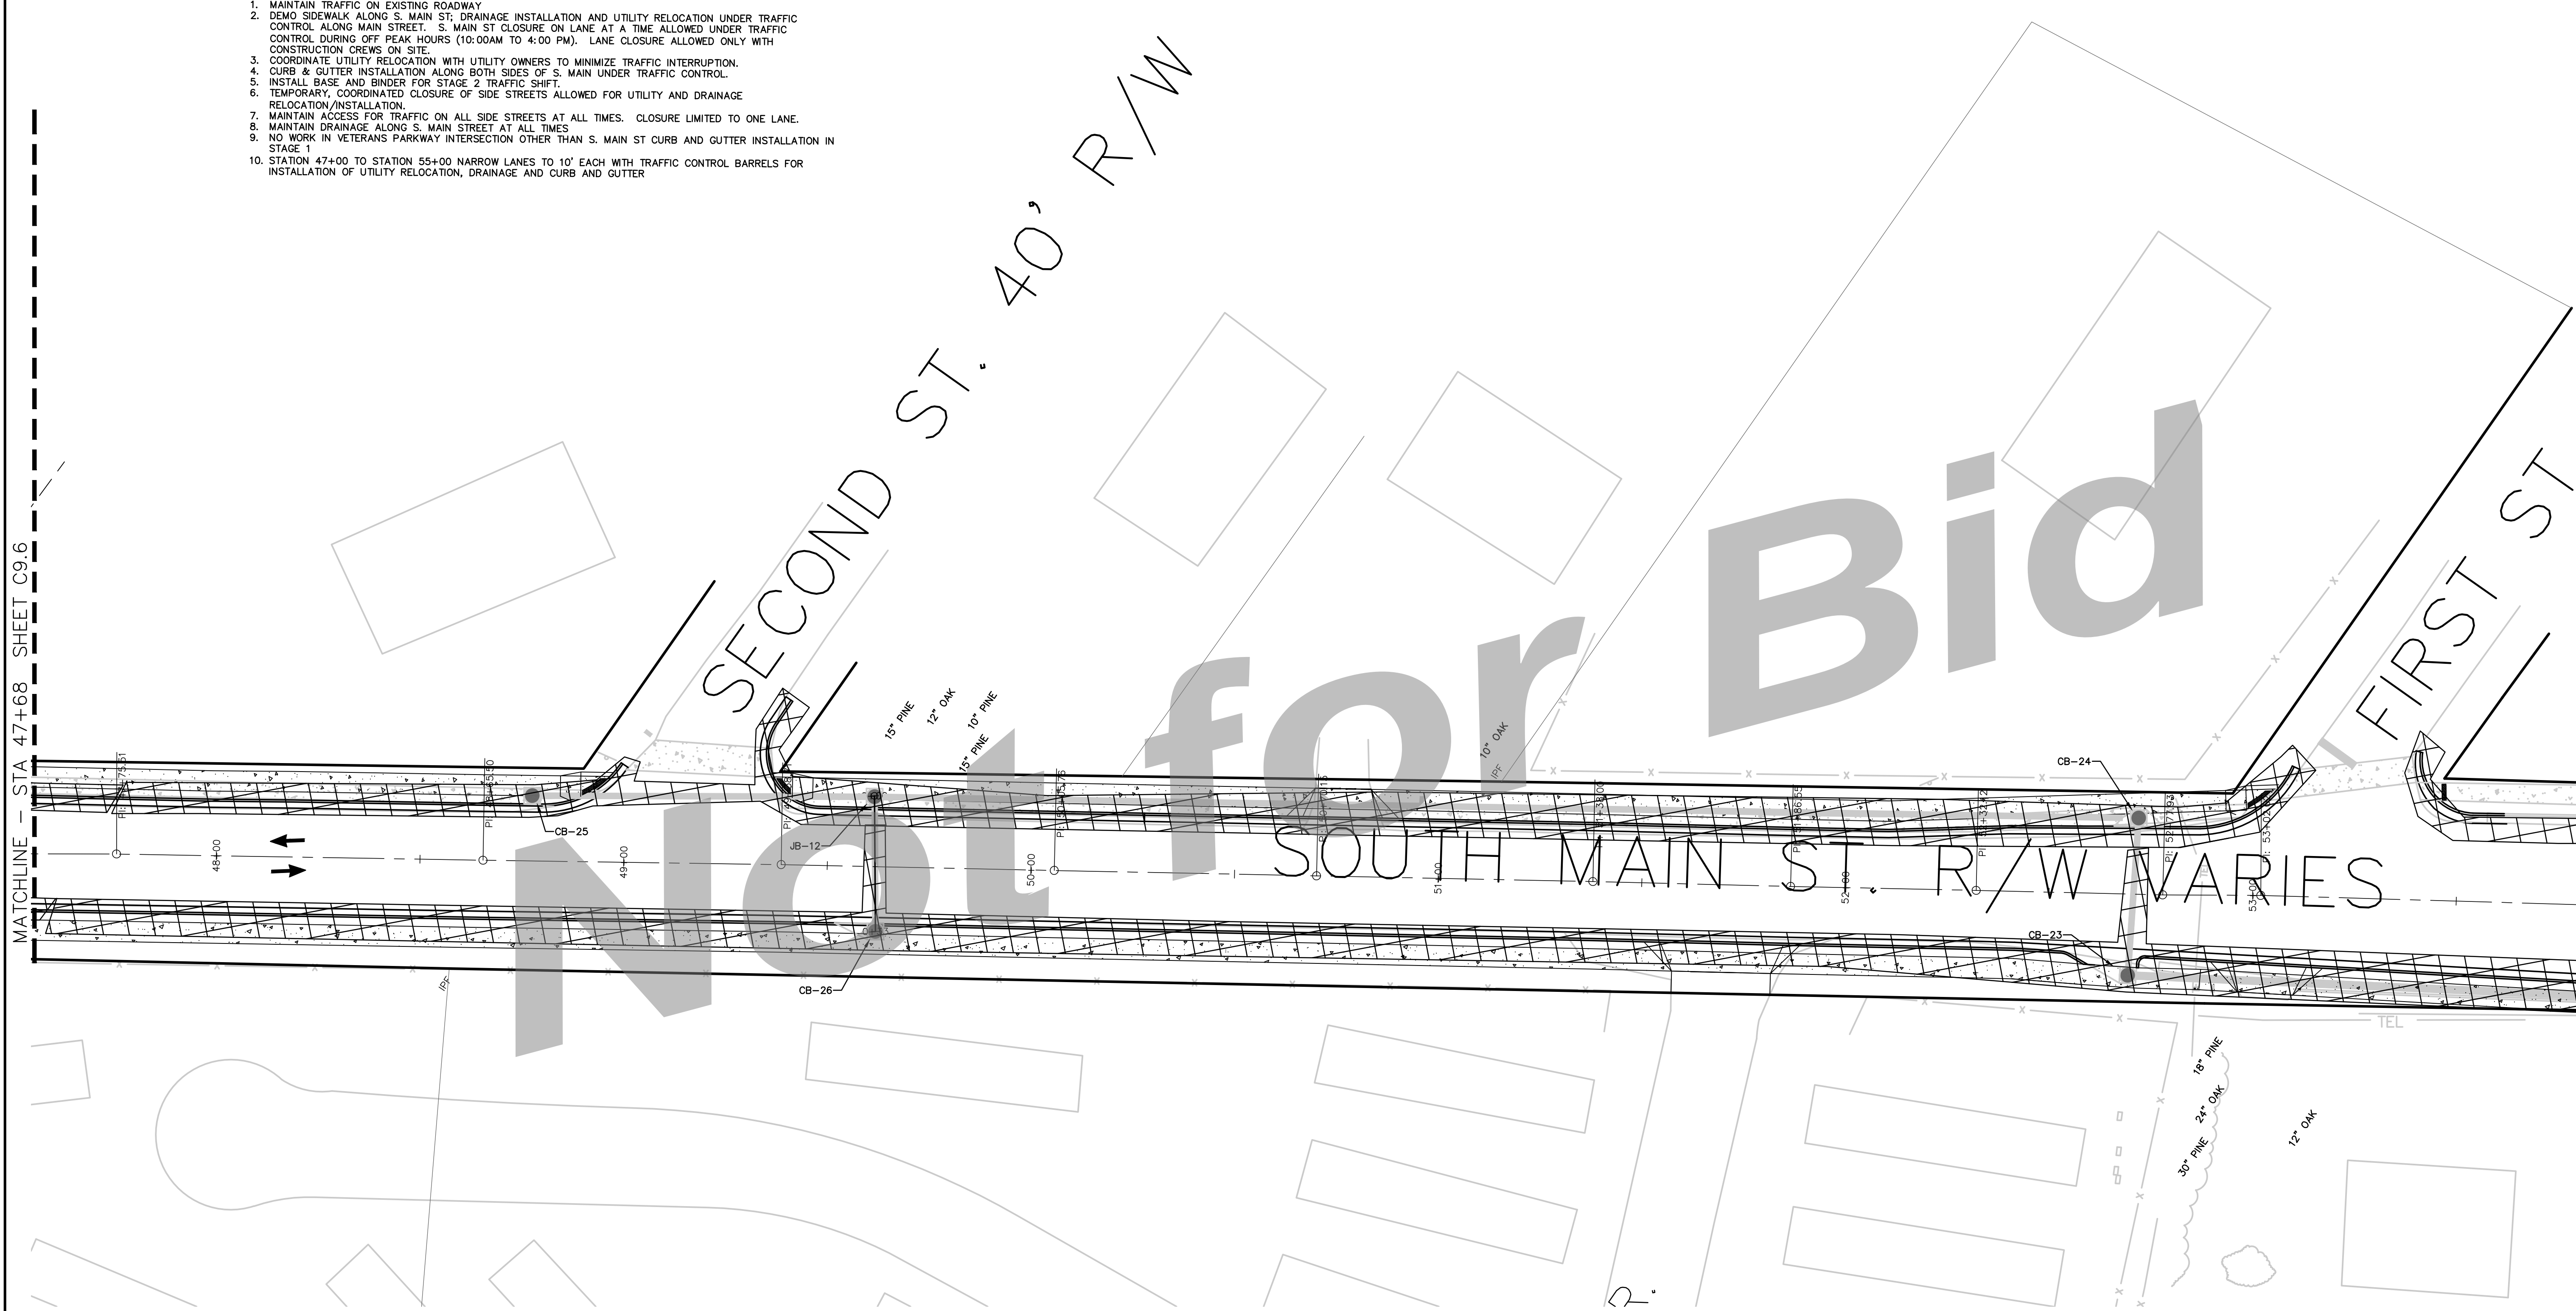 1. MAINTAIN TRAFFIC ON EXISTING ROADWAY
2. DEMO SIDEWALK ALONG S. MAIN ST; DRAINAGE INSTALLATION AND UTILITY RELOCATION UNDER TRAFFIC
CONTROL ALONG MAIN STREET. S. MAIN ST CLOSURE ON LANE AT A TIME ALLOWED UNDER TRAFFIC
CONTROL DURING OFF PEAK HOURS (10:00AM TO 4:00 PM). LANE CLOSURE ALLOWED ONLY WITH
CONSTRUCTION CREWS ON SITE.
3. COORDINATE UTILITY RELOCATION WITH UTILITY OWNERS TO MINIMIZE TRAFFIC INTERRUPTION.
4. CURB & GUTTER INSTALLATION ALONG BOTH SIDES OF S. MAIN UNDER TRAFFIC CONTROL.
5. INSTALL BASE AND BINDER FOR STAGE 2 TRAFFIC SHIFT.
6. TEMPORARY, COORDINATED CLOSURE OF SIDE STREETS ALLOWED FOR UTILITY AND DRAINAGE
RELOCATION/INSTALLATION.
7. MAINTAIN ACCESS FOR TRAFFIC ON ALL SIDE STREETS AT ALL TIMES. CLOSURE LIMITED TO ONE LANE.
8. MAINTAIN DRAINAGE ALONG S. MAIN STREET AT ALL TIMES
9. NO WORK IN VETERANS PARKWAY INTERSECTION OTHER THAN S. MAIN ST CURB AND GUTTER INSTALLATION IN
STAGE 1
10. STATION 47+00 TO STATION 55+00 NARROW LANES TO 10' EACH WITH TRAFFIC CONTROL BARRELS FOR
INSTALLATION OF UTILITY RELOCATION, DRAINAGE AND CURB AND GUTTER
MATCHLINE - STA 47+68 SHEET C9.6
SECOND ST. 40' R/W
FIRST ST
15" PINE
12" OAK
10" PINE
15" PINE
10" OAK
IPF
CB-24
CB-25
JB-12
48+00
49+00
50+00
51+00
52+00
53+00
SOUTH MAIN ST. R/W VARIES
Not for Bid
CB-23
CB-26
IPF
TEL
TEL
18" PINE
24" OAK
30" PINE
12" OAK
R.